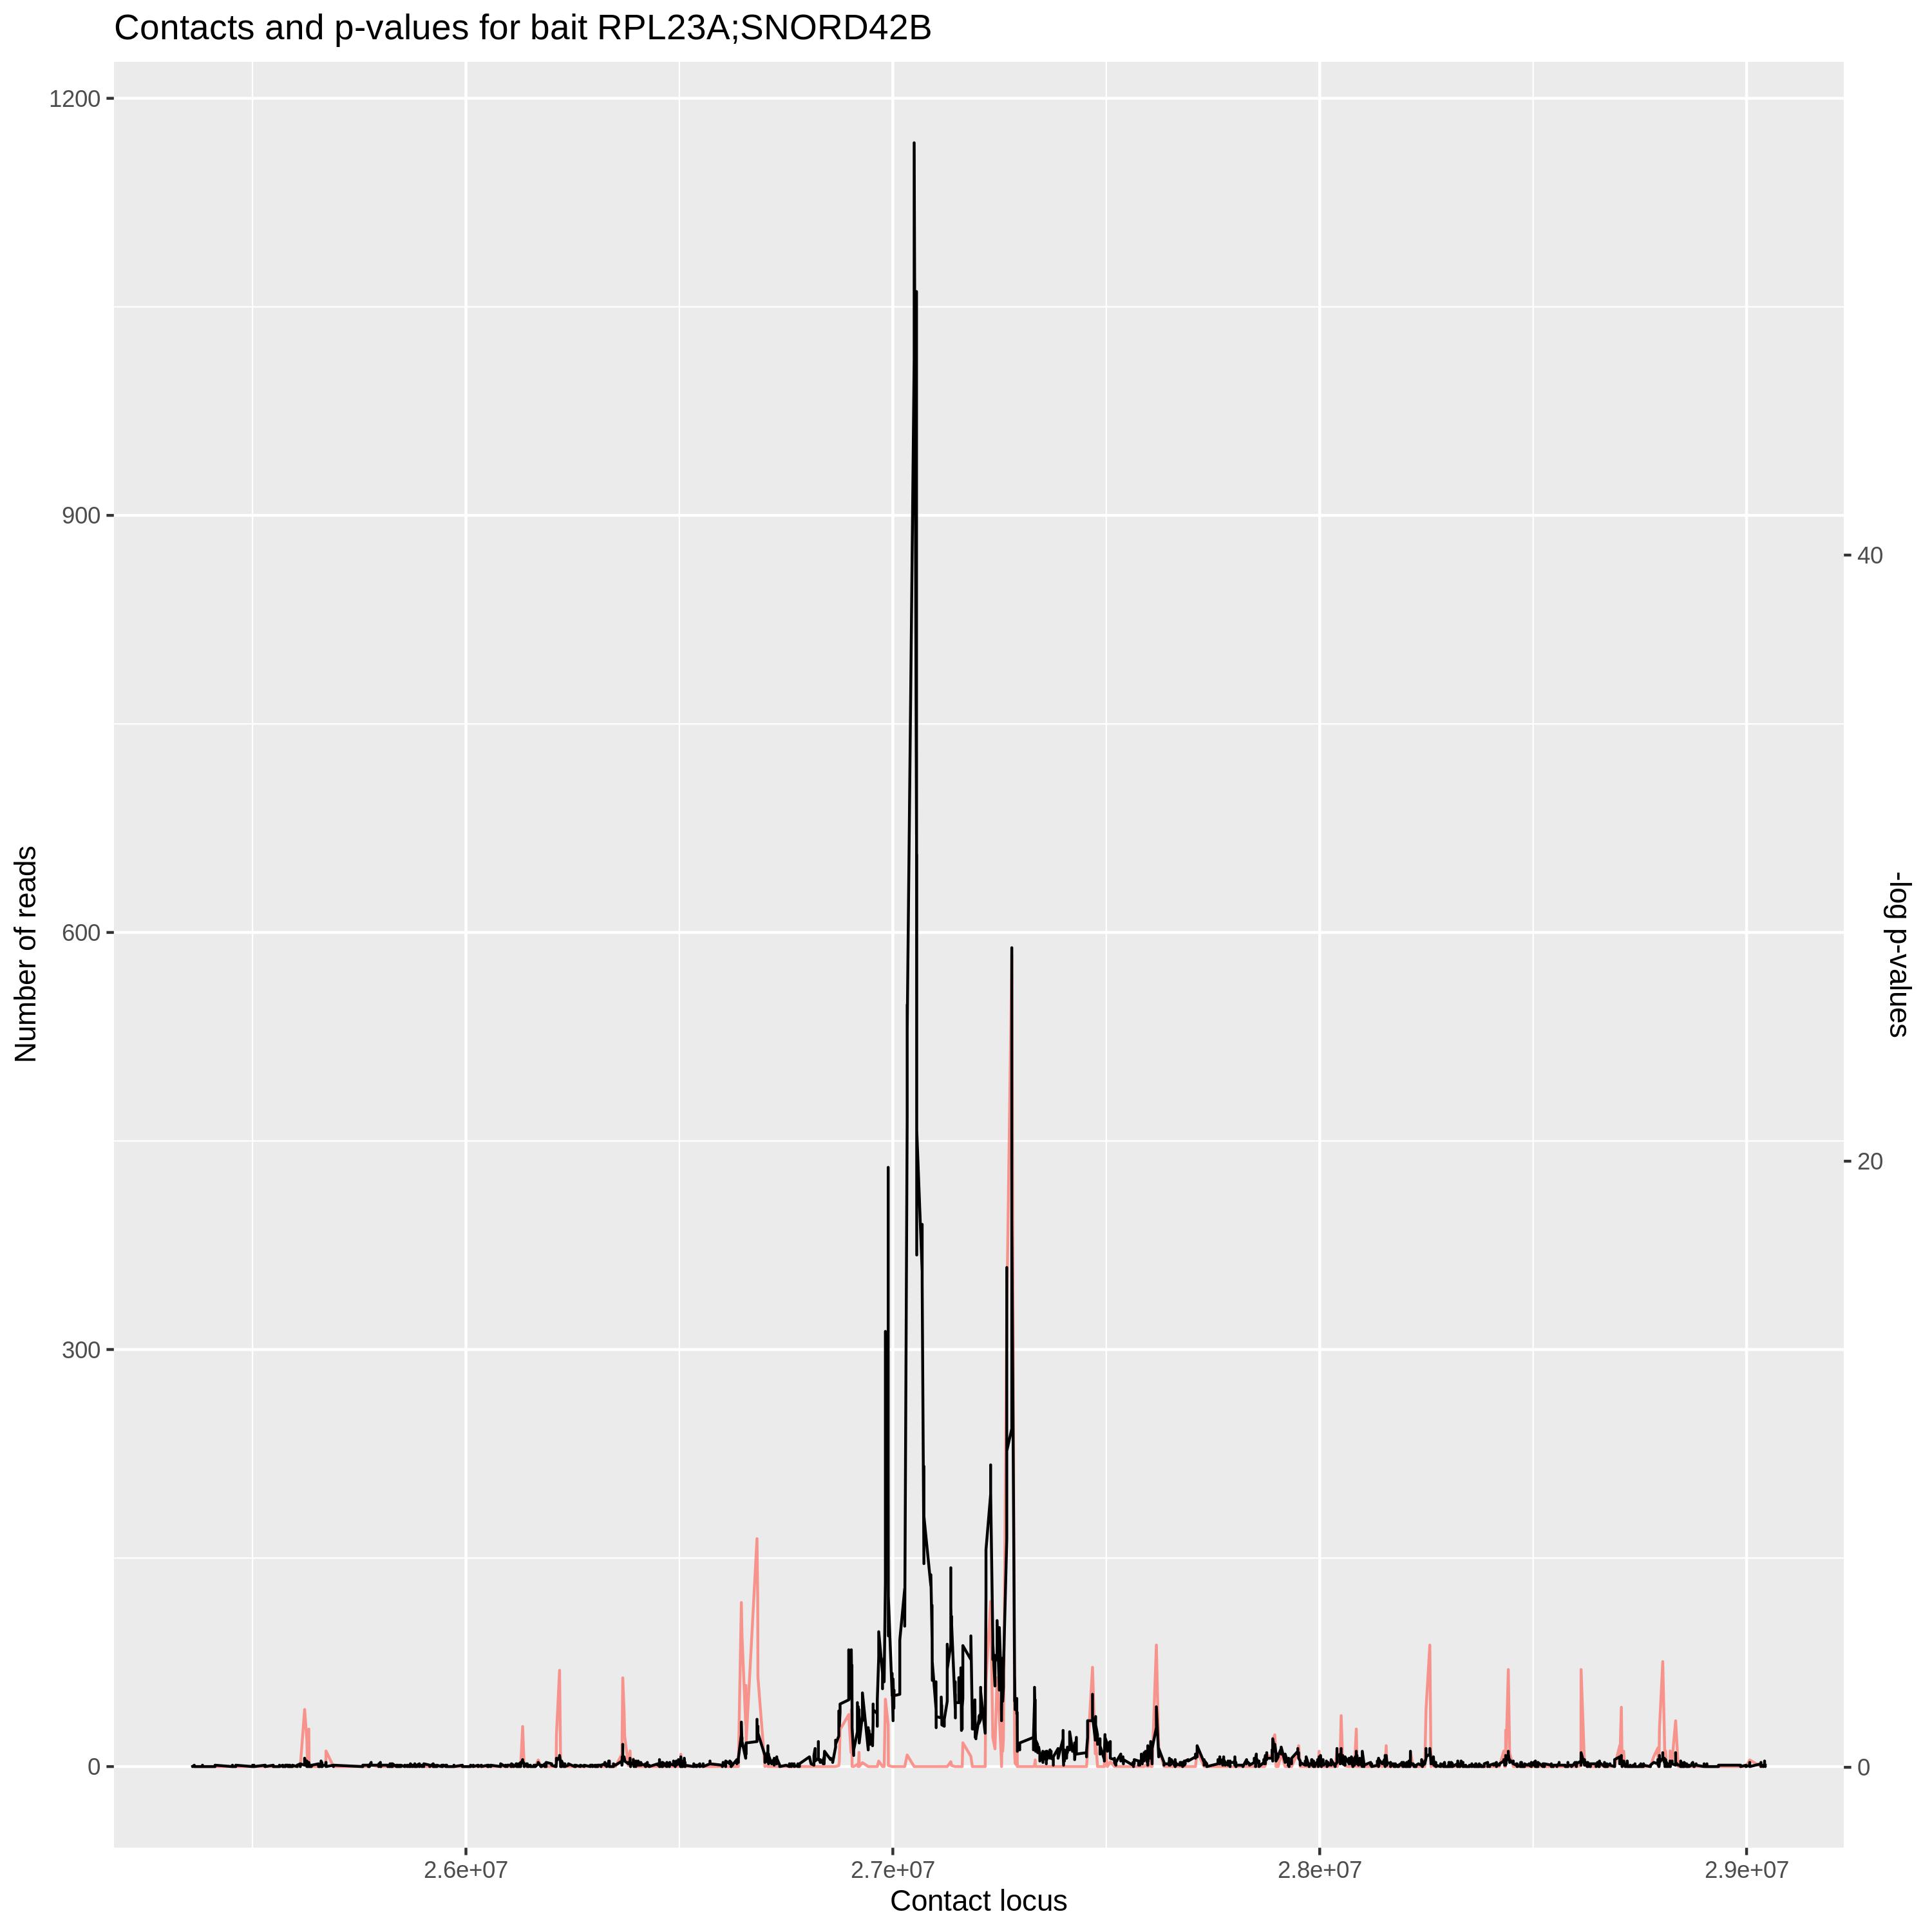 Contacts and p-values for bait RPL23A;SNORD42B
1200
900
600
300
0
Number of reads
40
20
0
-log p-values
2.6e+07 2.7e+07 2.8e+07 2.9e+07
Contact locus